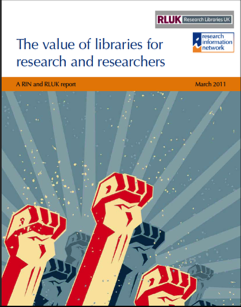 RLUK Research Libraries UK
research
information
network
The value of libraries for
research and researchers
A RIN and RLUK report March 2011